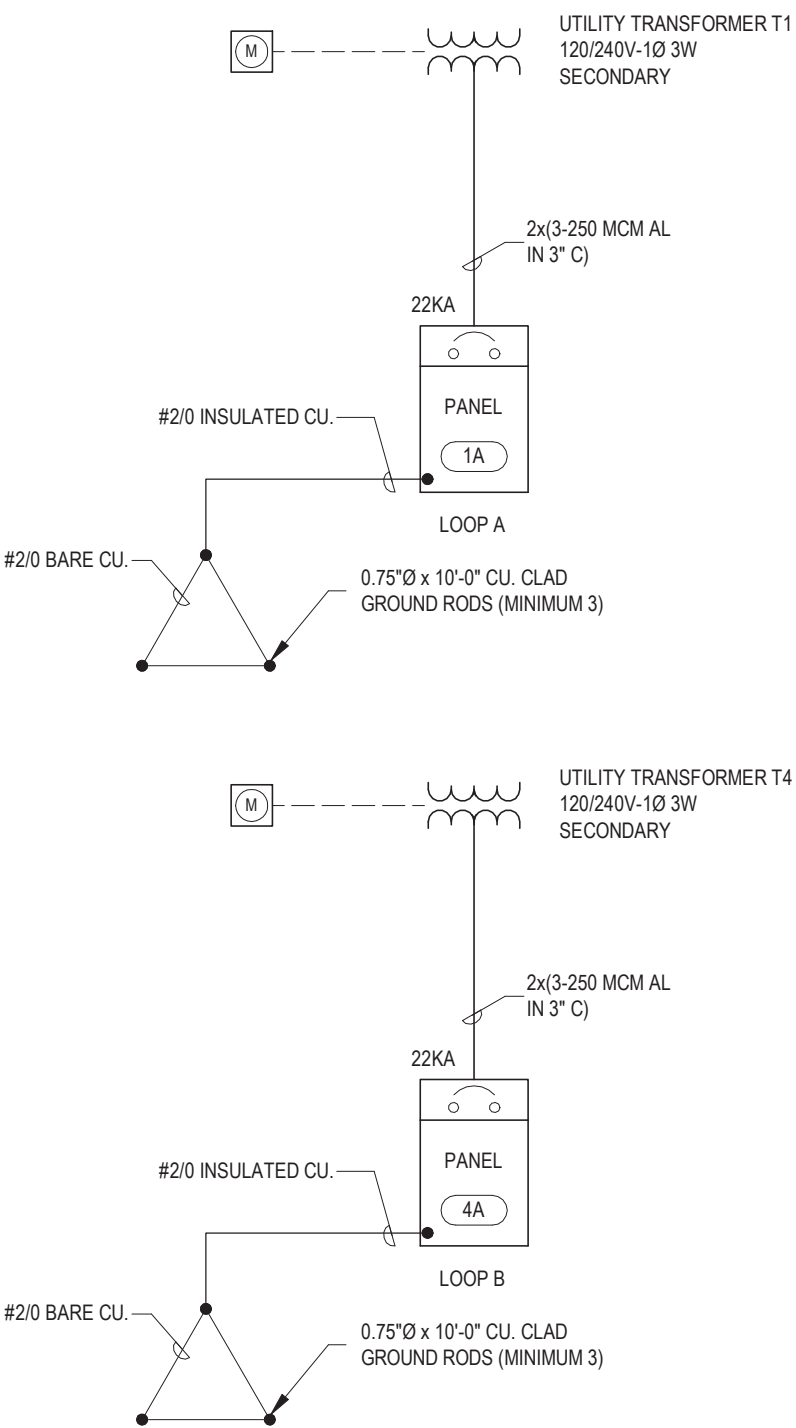 UTILITY TRANSFORMER T1
M
120/240V-1Ø 3W
SECONDARY
2x(3-250 MCM AL
IN 3" C)
22KA
PANEL
#2/0 INSULATED CU.
1A
LOOP A
#2/0 BARE CU.
0.75"Ø x 10'-0" CU. CLAD
GROUND RODS (MINIMUM 3)
UTILITY TRANSFORMER T4
M
120/240V-1Ø 3W
SECONDARY
2x(3-250 MCM AL
IN 3" C)
22KA
PANEL
#2/0 INSULATED CU.
4A
LOOP B
#2/0 BARE CU.
0.75"Ø x 10'-0" CU. CLAD
GROUND RODS (MINIMUM 3)